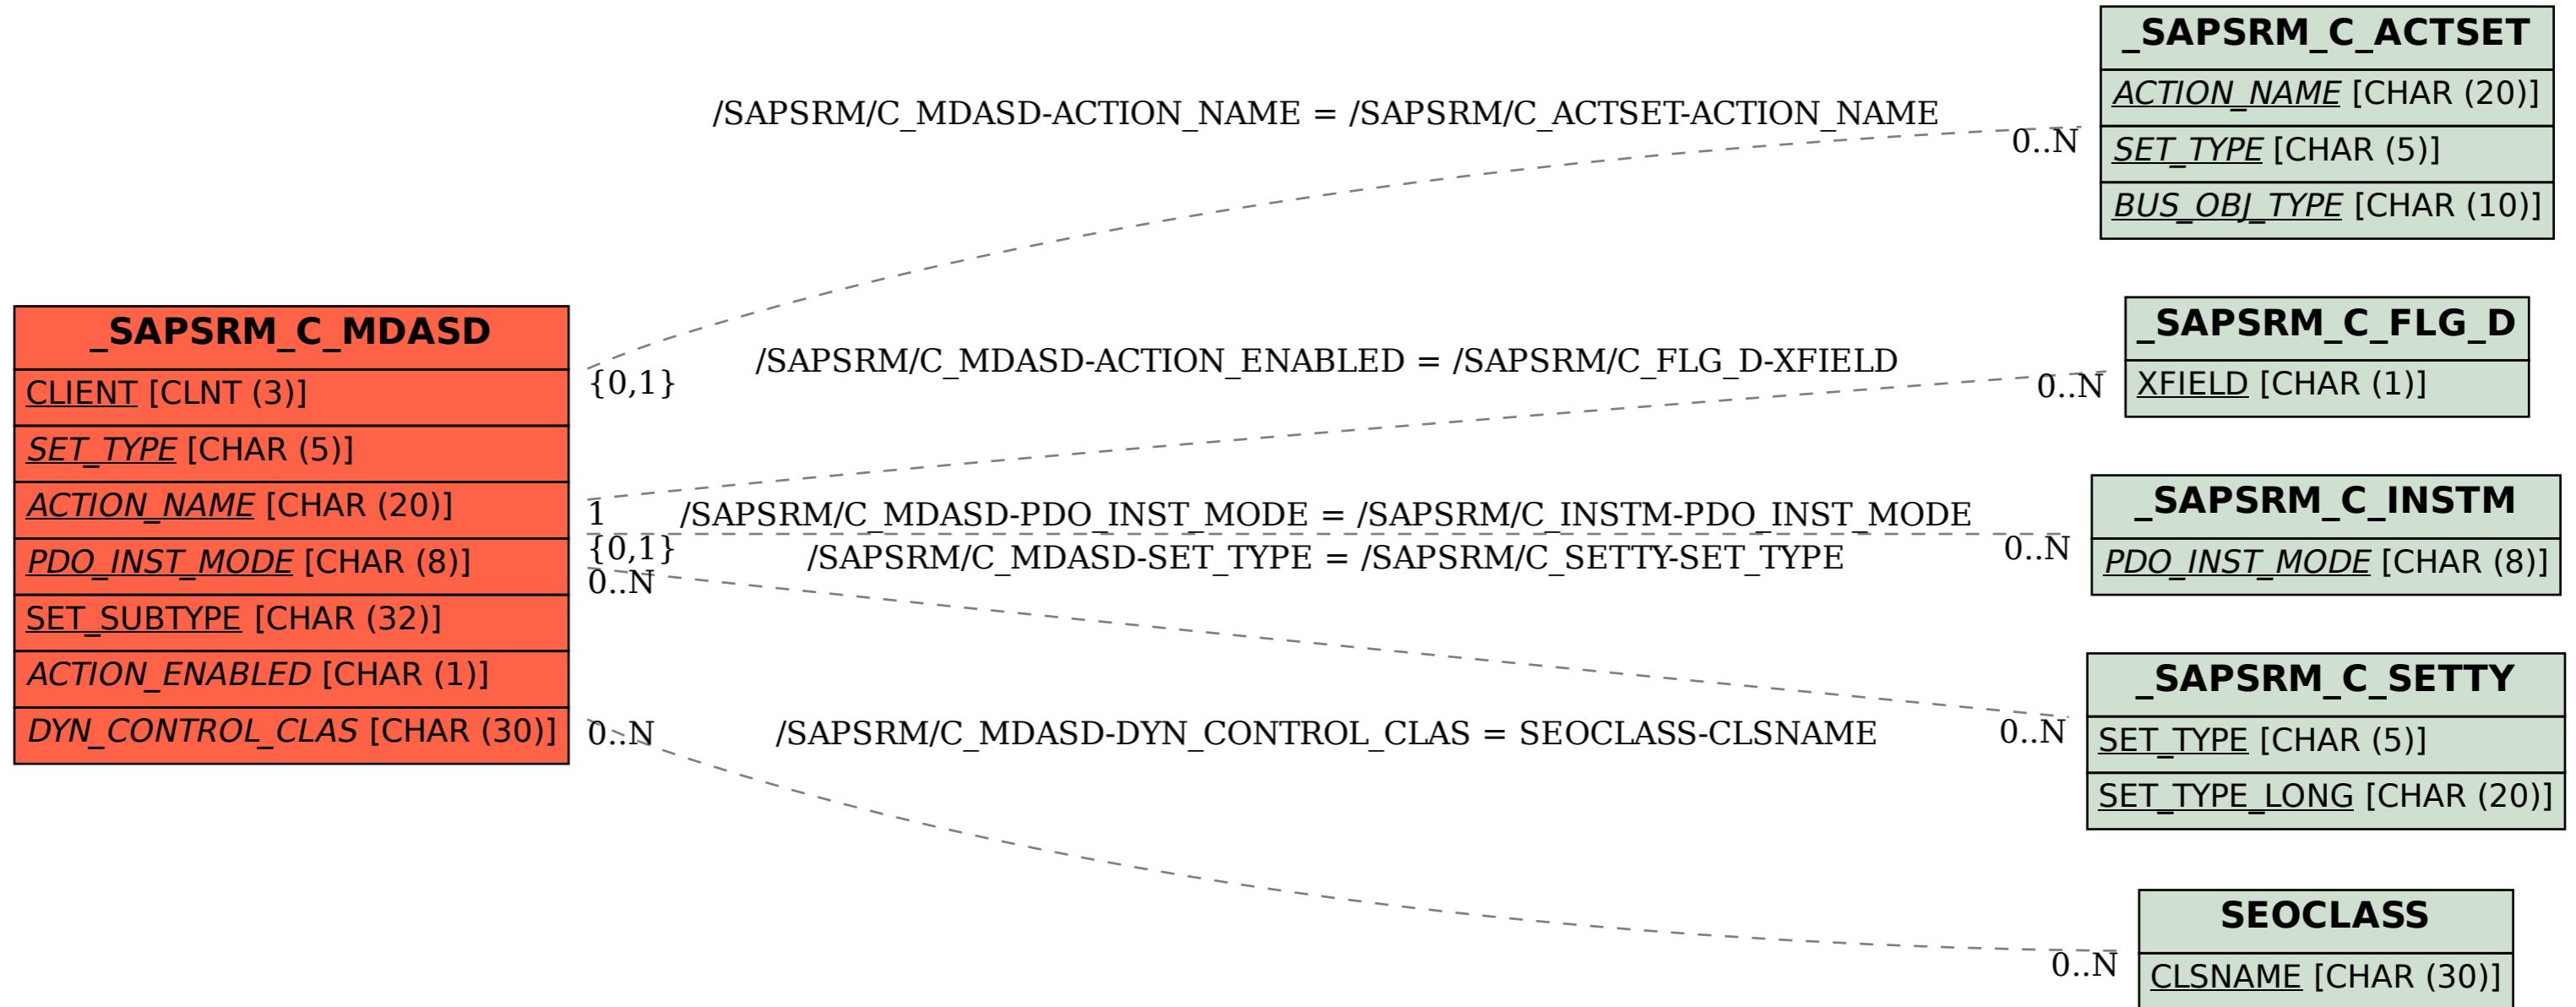 _SAPSRM_C_MDASD
CLIENT [CLNT (3)]
SET_TYPE [CHAR (5)]
ACTION_NAME [CHAR (20)]
PDO_INST_MODE [CHAR (8)]
SET_SUBTYPE [CHAR (32)]
ACTION_ENABLED [CHAR (1)]
DYN_CONTROL_CLAS [CHAR (30)]
/SAPSRM/C_MDASD-ACTION_NAME = /SAPSRM/C_ACTSET-ACTION_NAME
{0,1}
0..N
/SAPSRM/C_MDASD-ACTION_ENABLED = /SAPSRM/C_FLG_D-XFIELD
1
0..N
/SAPSRM/C_MDASD-PDO_INST_MODE = /SAPSRM/C_INSTM-PDO_INST_MODE
{0,1}
0..N
/SAPSRM/C_MDASD-SET_TYPE = /SAPSRM/C_SETTY-SET_TYPE
0..N
0..N
/SAPSRM/C_MDASD-DYN_CONTROL_CLAS = SEOCLASS-CLSNAME
0..N
0..N
_SAPSRM_C_ACTSET
ACTION_NAME [CHAR (20)]
SET_TYPE [CHAR (5)]
BUS_OBJ_TYPE [CHAR (10)]
_SAPSRM_C_FLG_D
XFIELD [CHAR (1)]
_SAPSRM_C_INSTM
PDO_INST_MODE [CHAR (8)]
_SAPSRM_C_SETTY
SET_TYPE [CHAR (5)]
SET_TYPE_LONG [CHAR (20)]
SEOCLASS
CLSNAME [CHAR (30)]